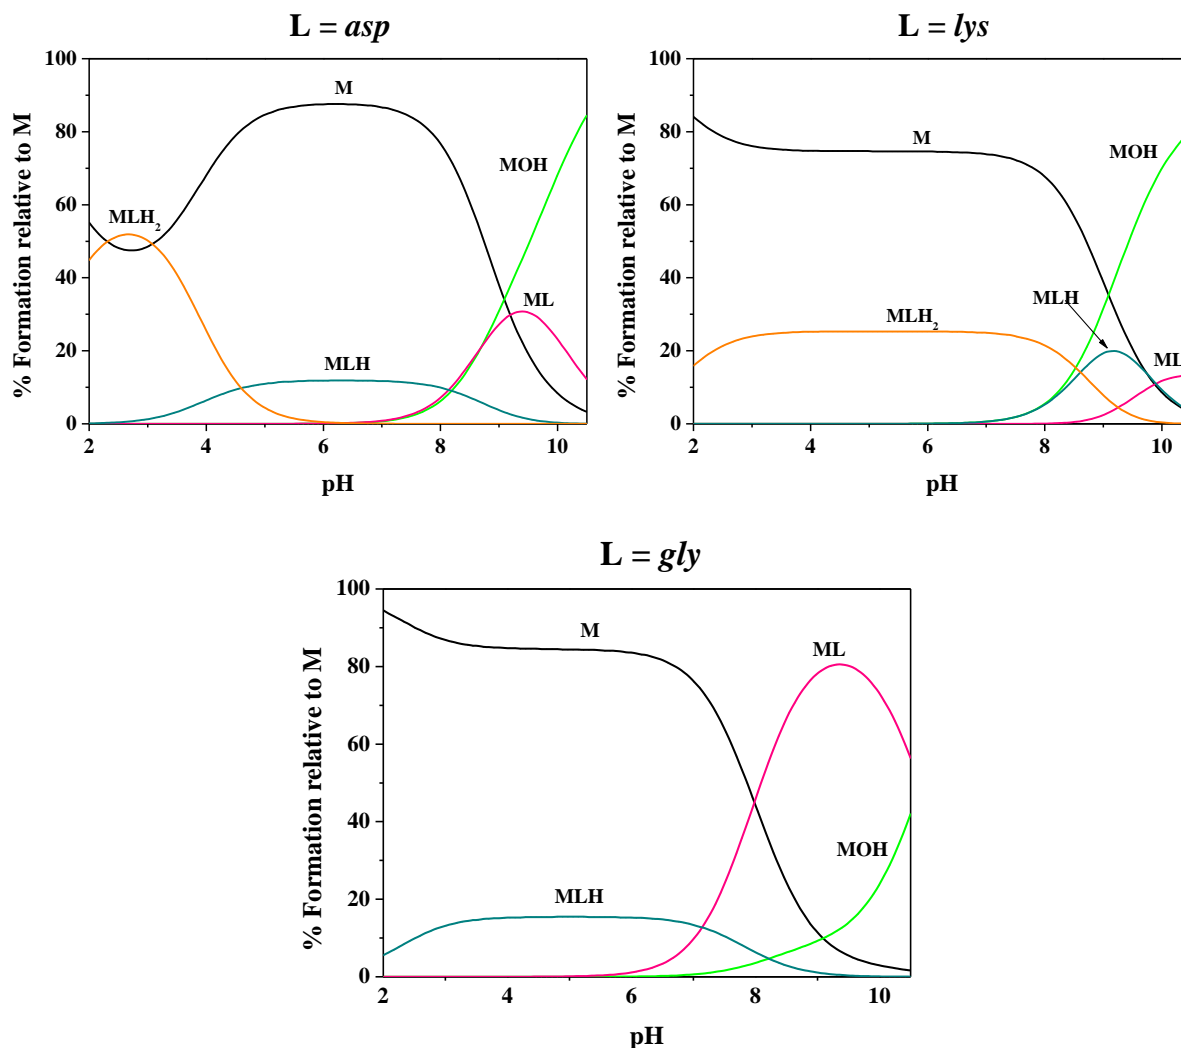 L = asp
% Formation relative to M
100
80
60
40
20
0
M
MOH
MLH2
ML
MLH
2
4
6
8
10
pH
L = lys
% Formation relative to M
100
80
60
40
20
0
M
MOH
MLH
MLH2
ML
2
4
6
8
10
pH
L = gly
% Formation relative to M
100
80
60
40
20
0
M
ML
MOH
MLH
2
4
6
8
10
pH